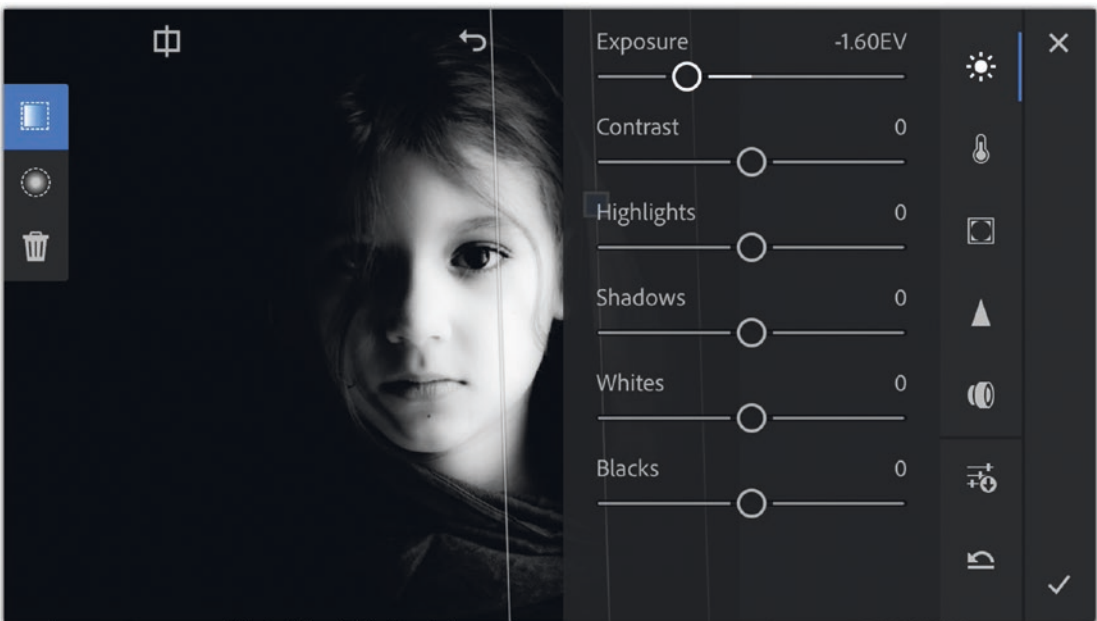 Exposure -1.60EV
Contrast 0
Highlights 0
Shadows 0
Whites 0
Blacks 0